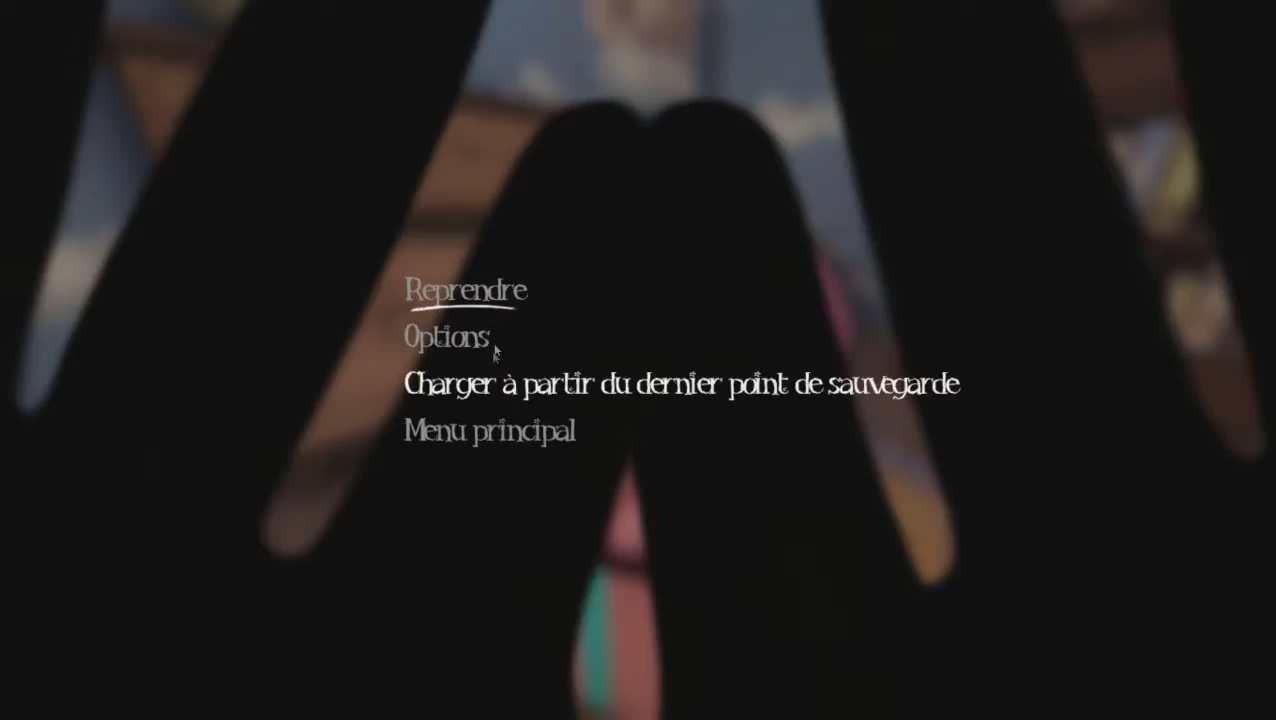 Reprendre
Options
Charger à partir du dernier point de sauvegarde
Menu principal